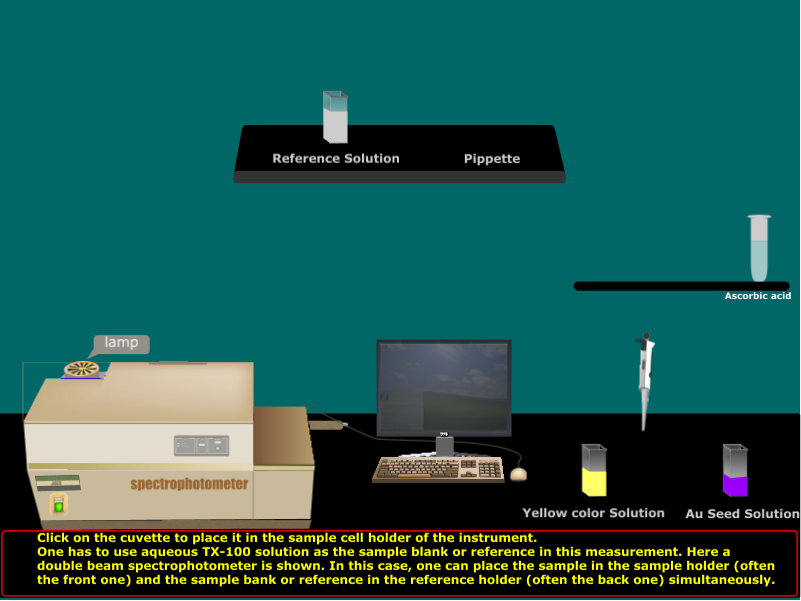 Reference Solution
Pippette
Ascorbic acid
lamp
spectrophotometer
Yellow color Solution
Au Seed Solution
Click on the cuvette to place it in the sample cell holder of the instrument.
One has to use aqueous TX-100 solution as the sample blank or reference in this measurement. Here a
double beam spectrophotometer is shown. In this case, one can place the sample in the sample holder (often
the front one) and the sample bank or reference in the reference holder (often the back one) simultaneously.